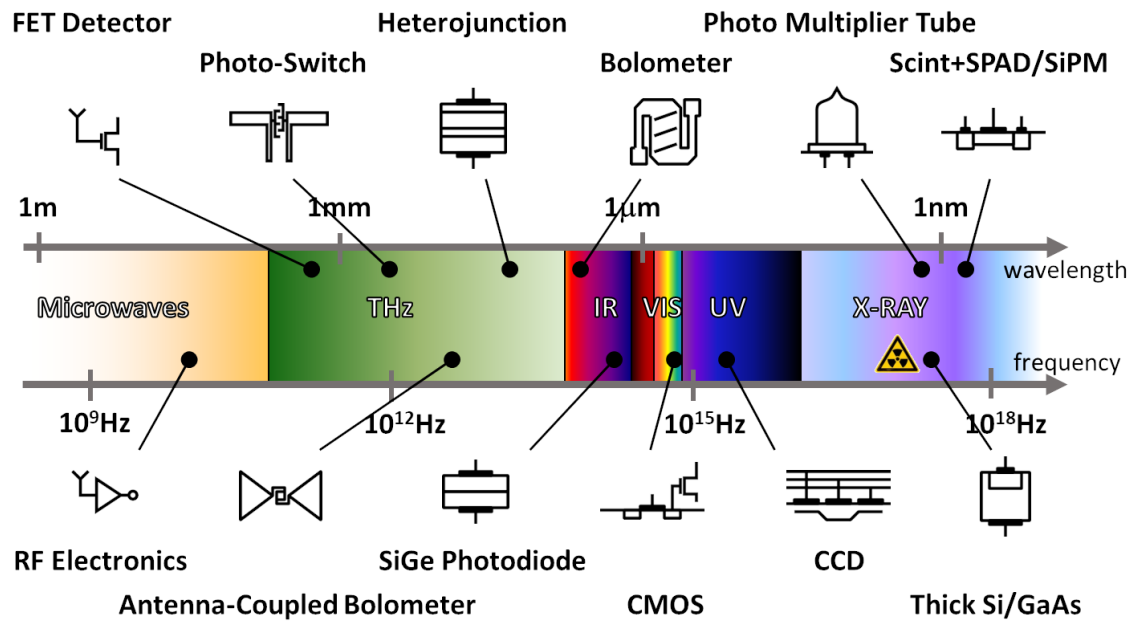 FET Detector
Heterojunction
Photo Multiplier Tube
Photo-Switch
Bolometer
Scint+SPAD/SiPM
1m
1mm
1μm
1nm
wavelength
Microwaves
THz
IR
VIS
UV
X-RAY
frequency
10⁹Hz
10¹²Hz
10¹⁵Hz
10¹⁸Hz
RF Electronics
SiGe Photodiode
CCD
Antenna-Coupled Bolometer
CMOS
Thick Si/GaAs